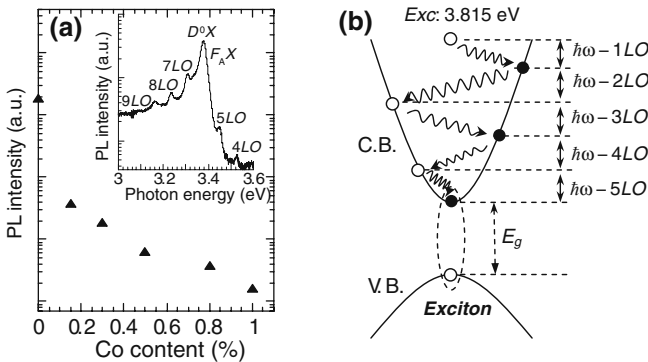 (a)
D⁰X
FAX
7LO
8LO
9LO
5LO
4LO
PL intensity (a.u.)
3 3.2 3.4 3.6
Photon energy (eV)
PL intensity (a.u.)
0 0.2 0.4 0.6 0.8 1
Co content (%)
(b)
Exc: 3.815 eV
ℏω−1LO
ℏω−2LO
ℏω−3LO
C.B.
ℏω−4LO
ℏω−5LO
Eg
V.B.
Exciton